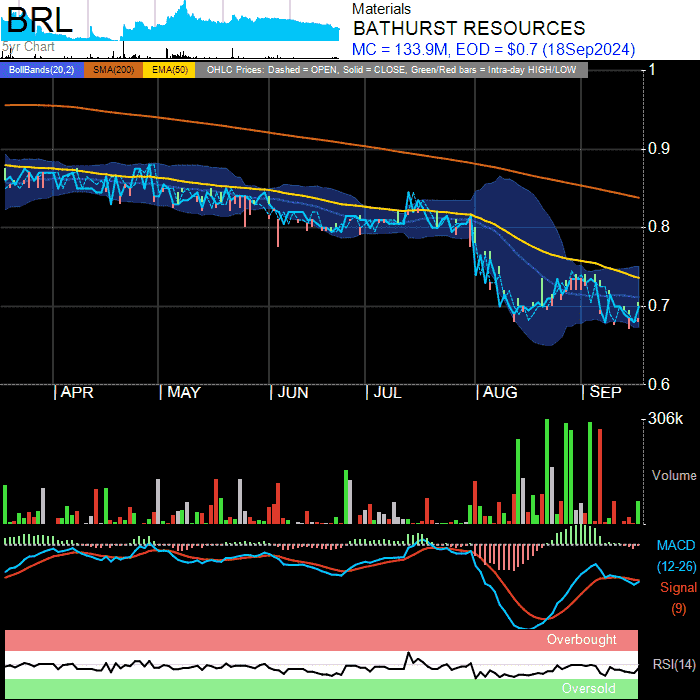 BRL
5yr Chart
Materials
BATHURST RESOURCES
MC = 133.9M, EOD = $0.7 (18Sep2024)
BollBands(20,2) SMA(200) EMA(50) OHLC Prices: Dashed = OPEN, Solid = CLOSE, Green/Red bars = Intra-day HIGH/LOW
1
0.9
0.8
0.7
0.6
APR MAY JUN JUL AUG SEP
306k
Volume
MACD
(12-26)
Signal
(9)
Overbought
RSI(14)
Oversold